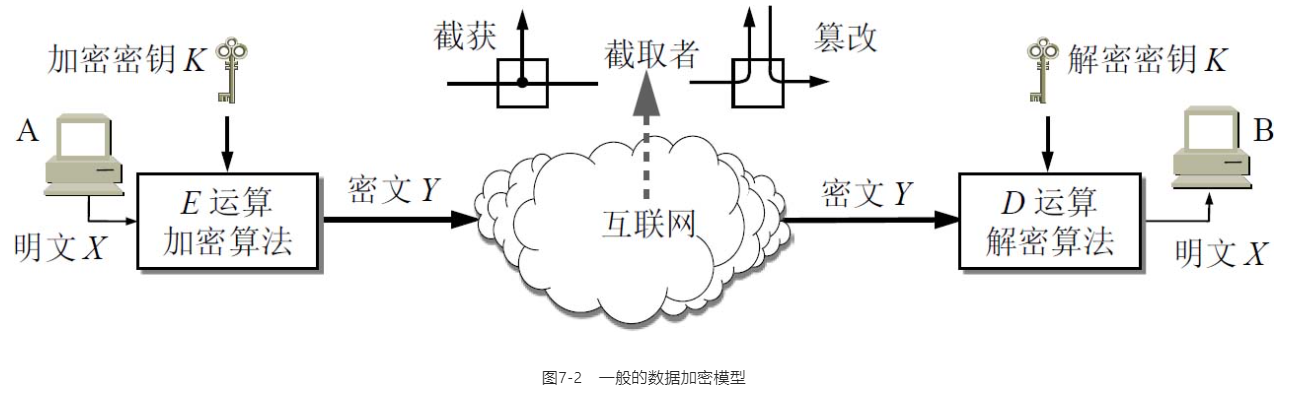 加密密钥 K
截获
截取者
篡改
解密密钥 K
A
B
E 运算
加密算法
密文 Y
互联网
密文 Y
D 运算
解密算法
明文 X
明文 X
图7-2 一般的数据加密模型